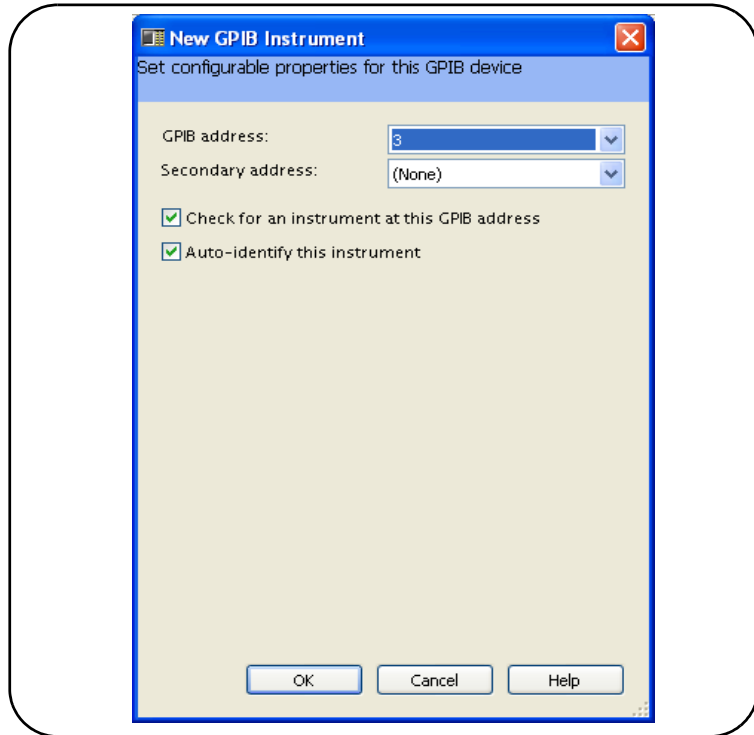 New GPIB Instrument
Set configurable properties for this GPIB device
GPIB address:
3
Secondary address:
(None)
Check for an instrument at this GPIB address
Auto-identify this instrument
OK
Cancel
Help